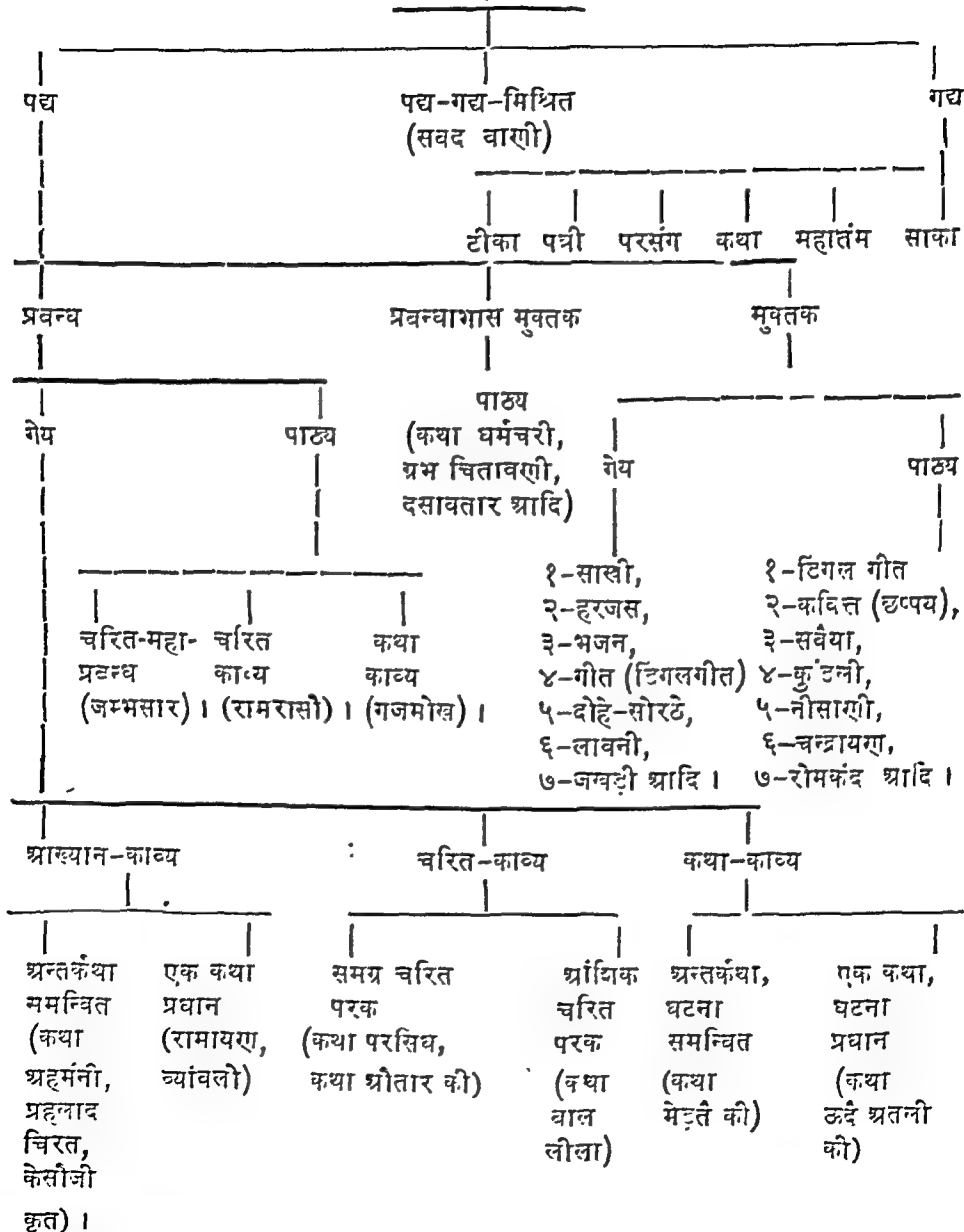 पद्य पद्य-गद्य-मिश्रित गद्य
(सवद वाणी)
टीका पत्री परसंग कथा महातंम साका
प्रबन्ध प्रबन्धाभास मुक्तक मुक्तक
गेय पाठ्य
पाठ्य
(कथा धर्मचरी,
ग्रभ चितावणी,
दसावतार आदि)
गेय पाठ्य
चरित-महा-
प्रबन्ध
(जम्भसार) ।
चरित
काव्य
(रामरासो) ।
कथा
काव्य
(गजमोख) ।
१-साखी,
२-हरजस,
३-भजन,
४-गीत (डिंगलगीत)
५-दोहे-सोरठे,
६-लावनी,
७-जखड़ी आदि ।
१-डिंगल गीत
२-कवित्त (छप्पय),
३-सवैया,
४-कुंडली,
५-नीसाणी,
६-चन्द्रायण,
७-रोमकंद आदि ।
आख्यान-काव्य चरित-काव्य कथा-काव्य
अन्तर्कथा
समन्वित
(कथा
अहमंनी,
प्रहलाद
चिरत,
केसोजी
कृत) ।
एक कथा
प्रधान
(रामायण,
व्यांवलो)
समग्र चरित
परक
(कथा परसिध,
कथा औतार की)
आंशिक
चरित
परक
(कथा
बाल
लीला)
अन्तर्कथा,
घटना
समन्वित
(कथा
मेड़तै की)
एक कथा,
घटना
प्रधान
(कथा
ऊदै अतली
की)